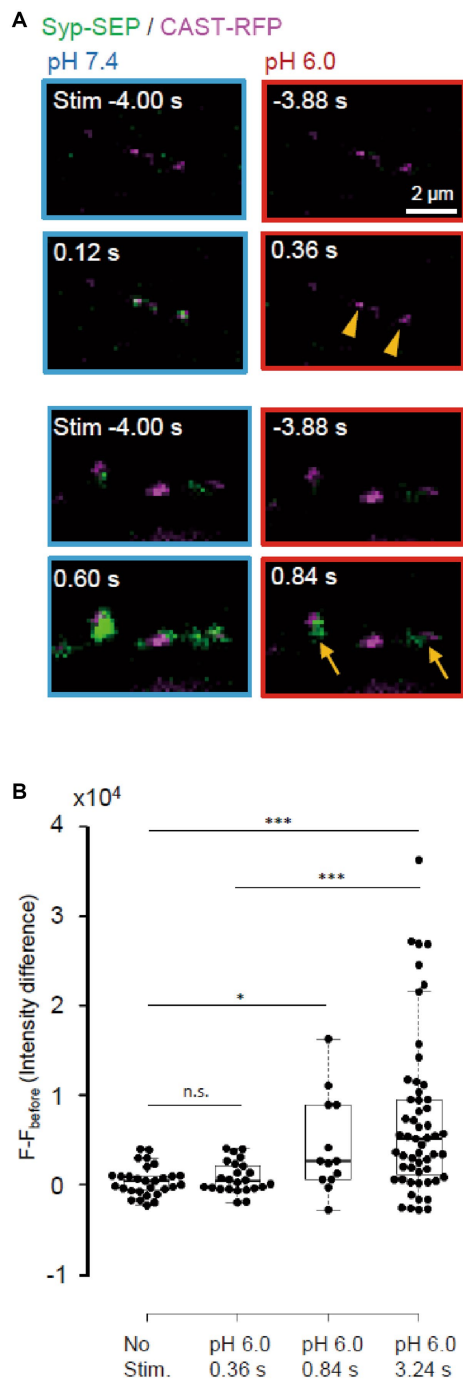 A
Syp-SEP / CAST-RFP
pH 7.4 pH 6.0
Stim -4.00 s -3.88 s
2 µm
0.12 s 0.36 s
Stim -4.00 s -3.88 s
0.60 s 0.84 s
B
x10⁴
4
***
3
***
2
*
1
n.s.
0
-1
F-Fbefore (Intensity difference)
No Stim.
pH 6.0 0.36 s
pH 6.0 0.84 s
pH 6.0 3.24 s